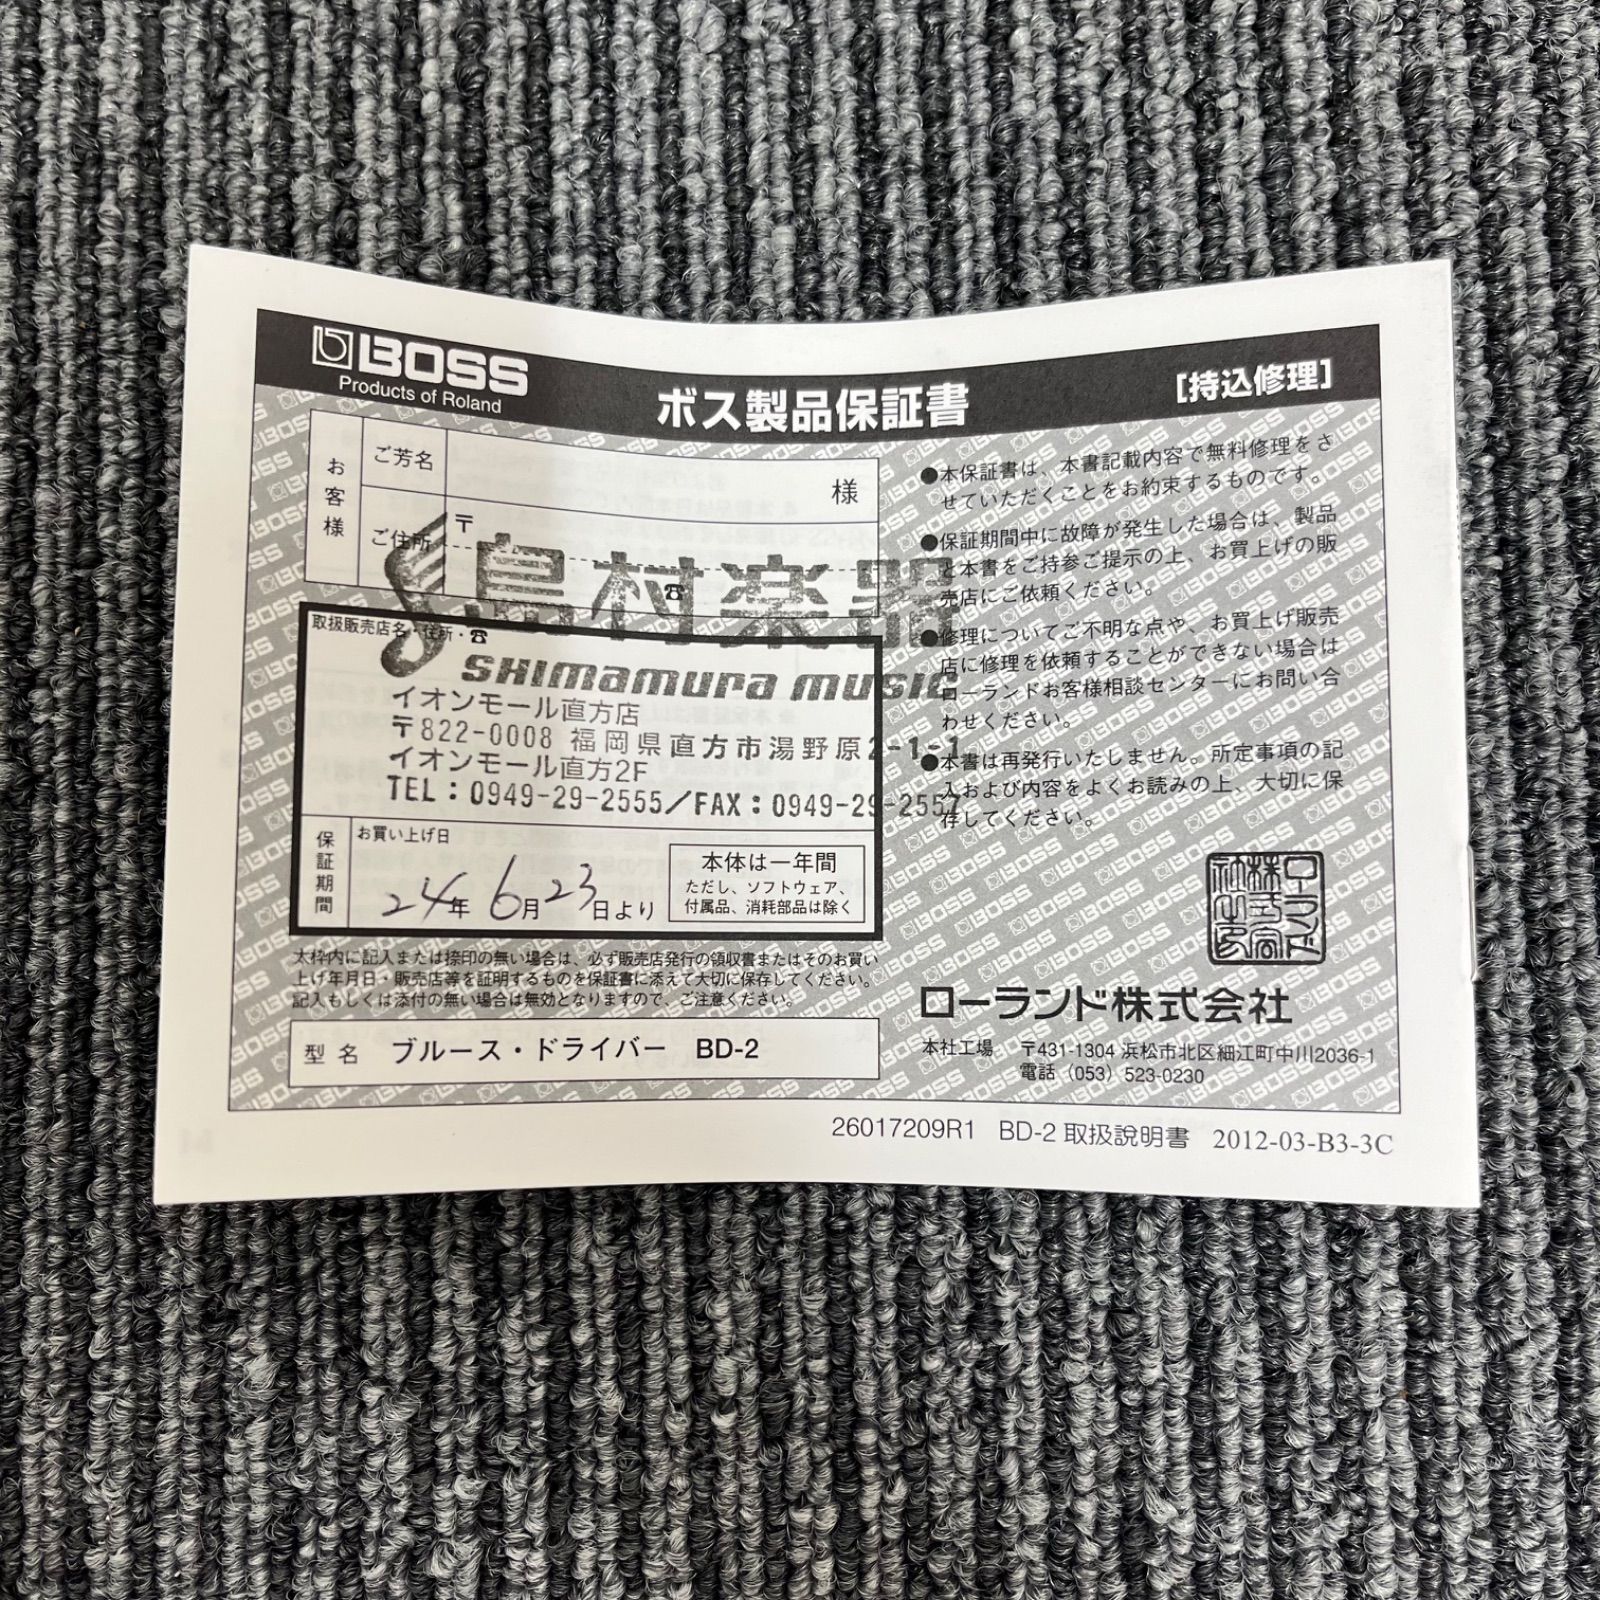 BOSS
Products of Roland
ボス製品保証書
[持込修理]
お客様
ご芳名
様
ご住所
〒
☎
島村楽器
SHIMAMURA MUSIC
取扱販売店名・住所・☎
イオンモール直方店
〒822-0008 福岡県直方市湯野原2-1-1
イオンモール直方2F
TEL：0949-29-2555／FAX：0949-29-2557
保証期間
お買い上げ日
24年 6月23日より
本体は一年間
ただし、ソフトウェア、
付属品、消耗部品は除く
太枠内に記入または捺印の無い場合は、必ず販売店発行の領収書またはそのお買い
上げ年月日・販売店等を証明するものを保証書に添えて大切に保存してください。
記入もしくは添付の無い場合は無効となりますので、ご注意ください。
型名 ブルース・ドライバー BD-2
●本保証書は、本書記載内容で無料修理をさ
せていただくことをお約束するものです。
●保証期間中に故障が発生した場合は、製品
と本書をご持参ご提示の上、お買上げの販
売店にご依頼ください。
●修理についてご不明な点や、お買上げ販売
店に修理を依頼することができない場合は
ローランドお客様相談センターにお問い合
わせください。
●本書は再発行いたしません。所定事項の記
入および内容をよくお読みの上、大切に保
存してください。
ローランド株式会社
本社工場 〒431-1304 浜松市北区細江町中川2036-1
電話（053）523-0230
26017209R1 BD-2 取扱説明書 2012-03-B3-3C